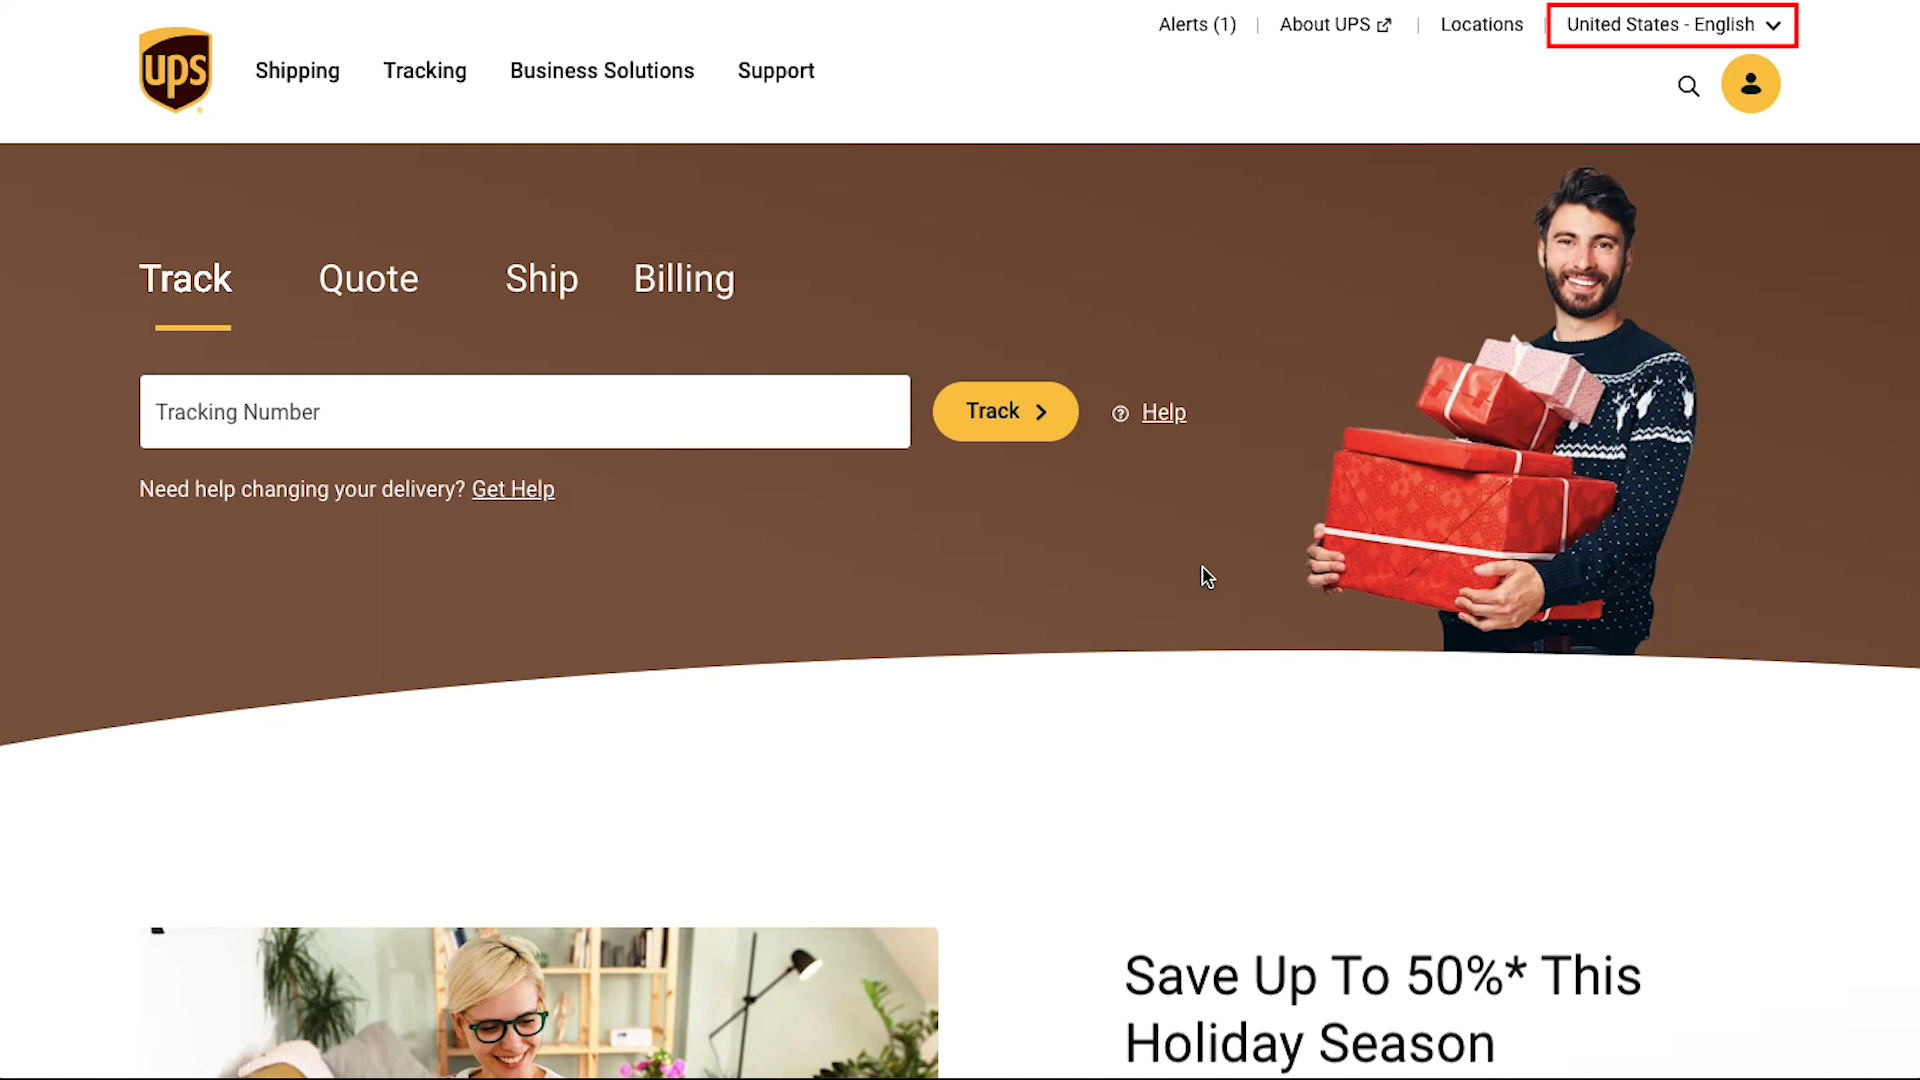 Alerts (1)
About UPS
Locations
United States - English
ups
Shipping
Tracking
Business Solutions
Support
Track
Quote
Ship
Billing
Tracking Number
Track
Help
Need help changing your delivery? Get Help
Save Up To 50%* This
Holiday Season